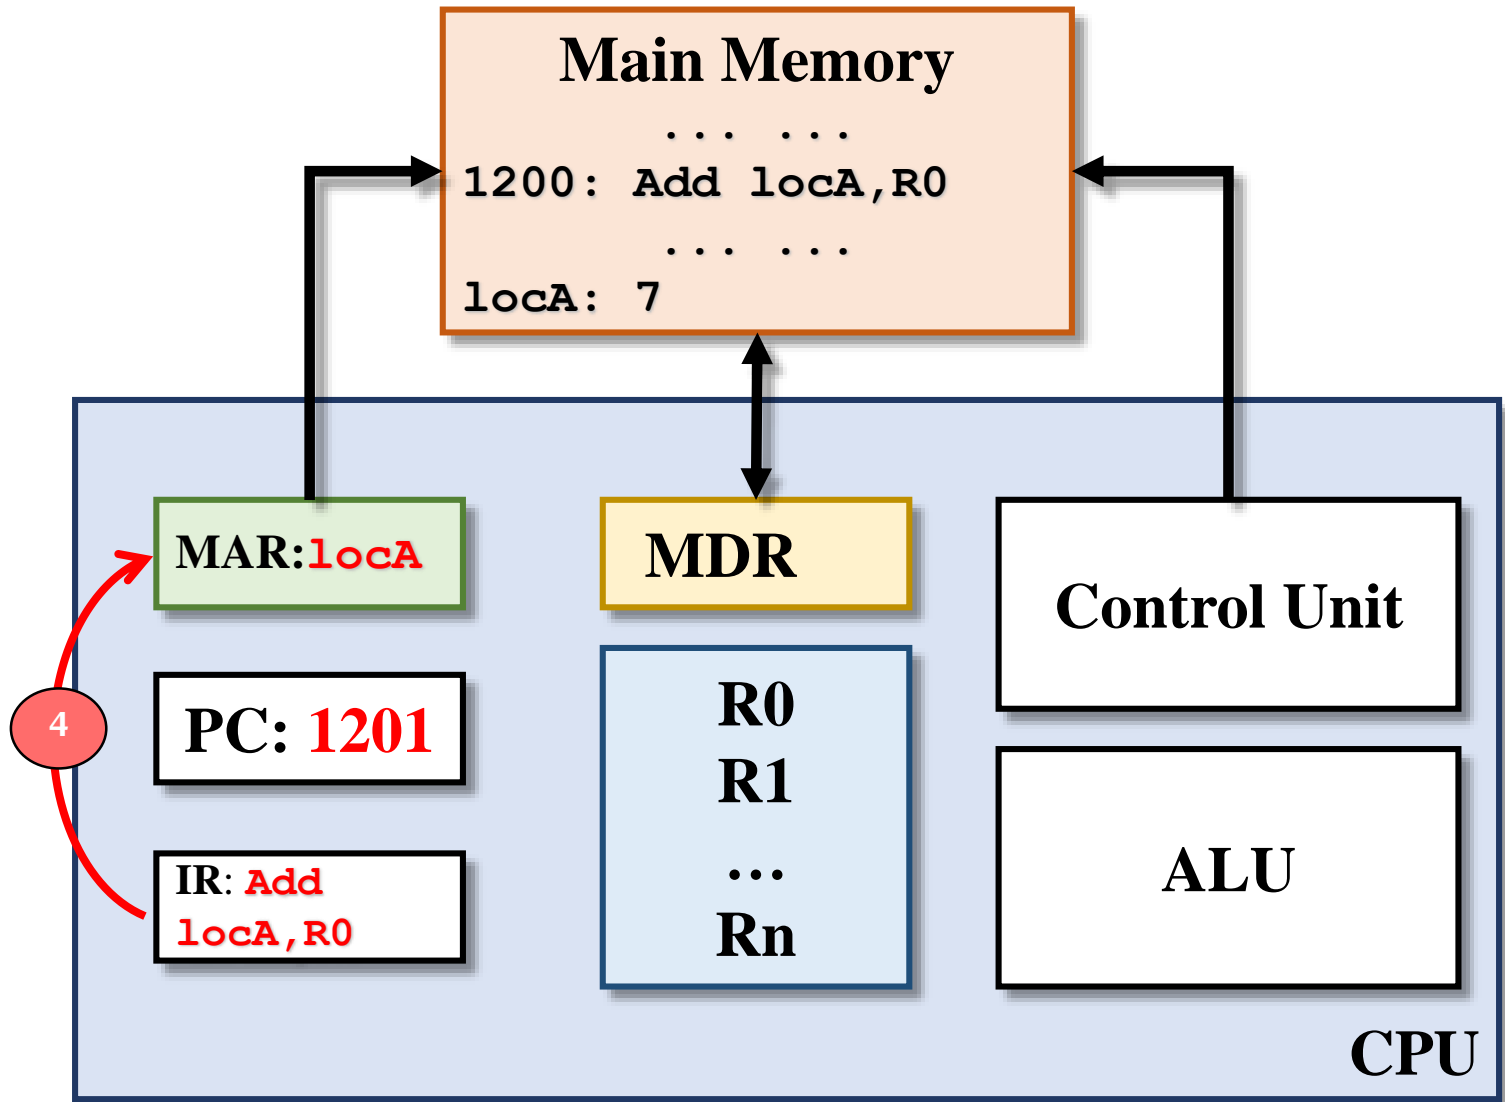 Main Memory
... ...
1200: Add locA,R0
... ...
locA: 7
MAR:locA
MDR
Control Unit
4
PC: 1201
R0
R1
…
Rn
IR: Add
locA,R0
ALU
CPU